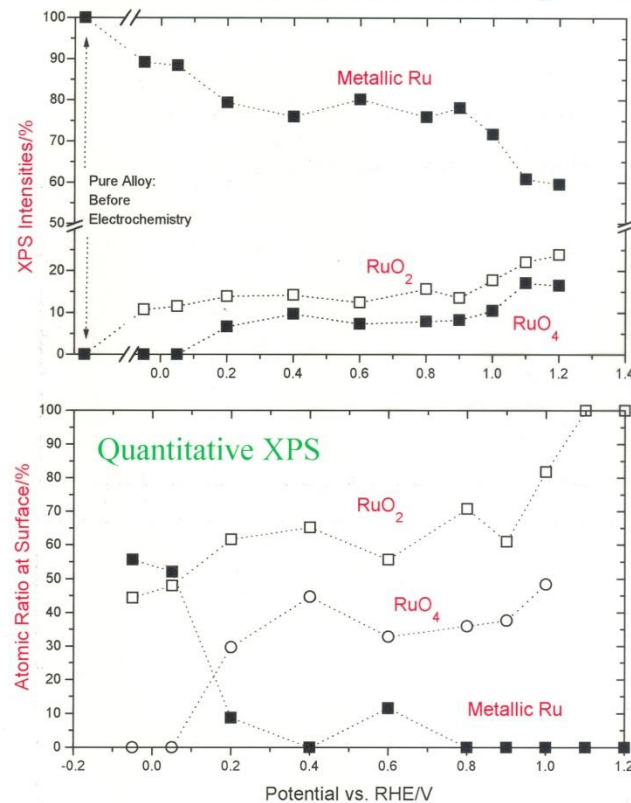 100
90
80
70
60
50
20
10
0
XPS Intensities/%
Metallic Ru
Pure Alloy:
Before
Electrochemistry
RuO2
RuO4
0.0 0.2 0.4 0.6 0.8 1.0 1.2 1.4
100
90
80
70
60
50
40
30
20
10
0
Atomic Ratio at Surface/%
Quantitative XPS
RuO2
RuO4
Metallic Ru
-0.2 0.0 0.2 0.4 0.6 0.8 1.0 1.2
Potential vs. RHE/V